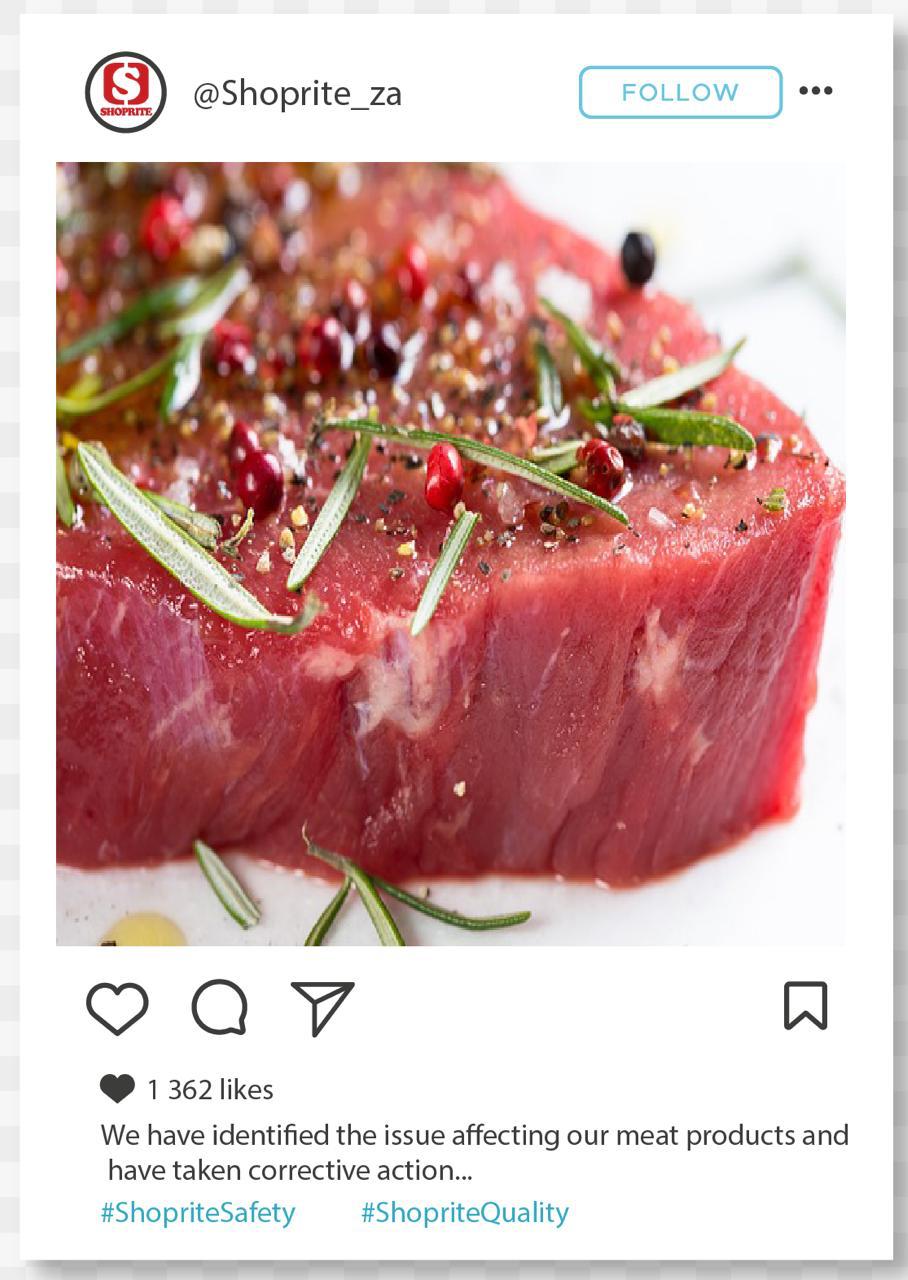 SHOPRITE
@Shoprite_za
FOLLOW
1 362 likes
We have identified the issue affecting our meat products and
have taken corrective action...
#ShopriteSafety #ShopriteQuality